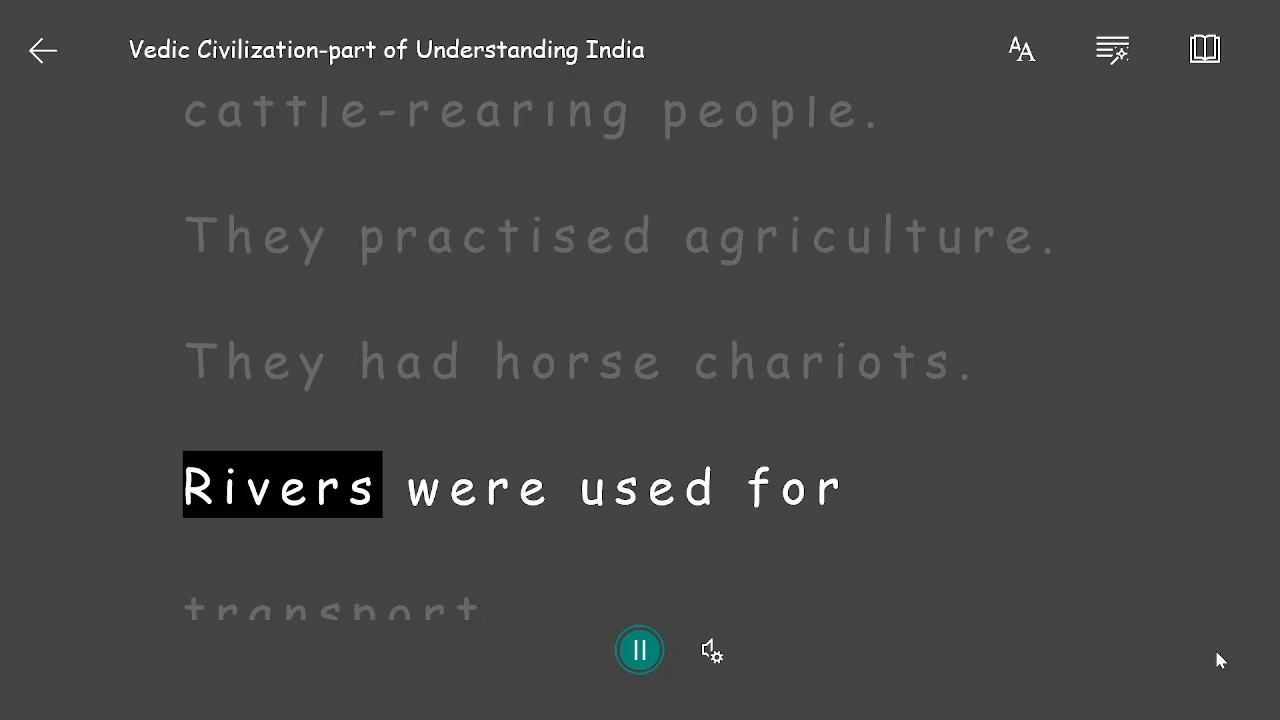 Vedic Civilization-part of Understanding India
cattle-rearing people.
They practised agriculture.
They had horse chariots.
Rivers were used for
transport